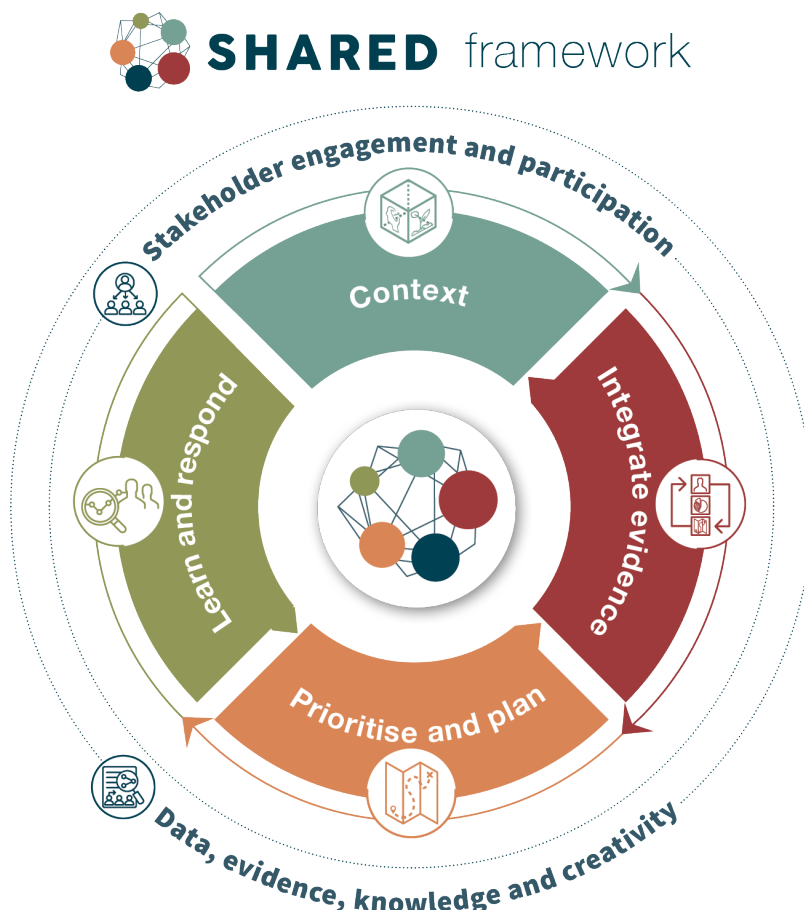 SHARED framework
Stakeholder engagement and participation
Context
Integrate evidence
Prioritise and plan
Learn and respond
Data, evidence, knowledge and creativity